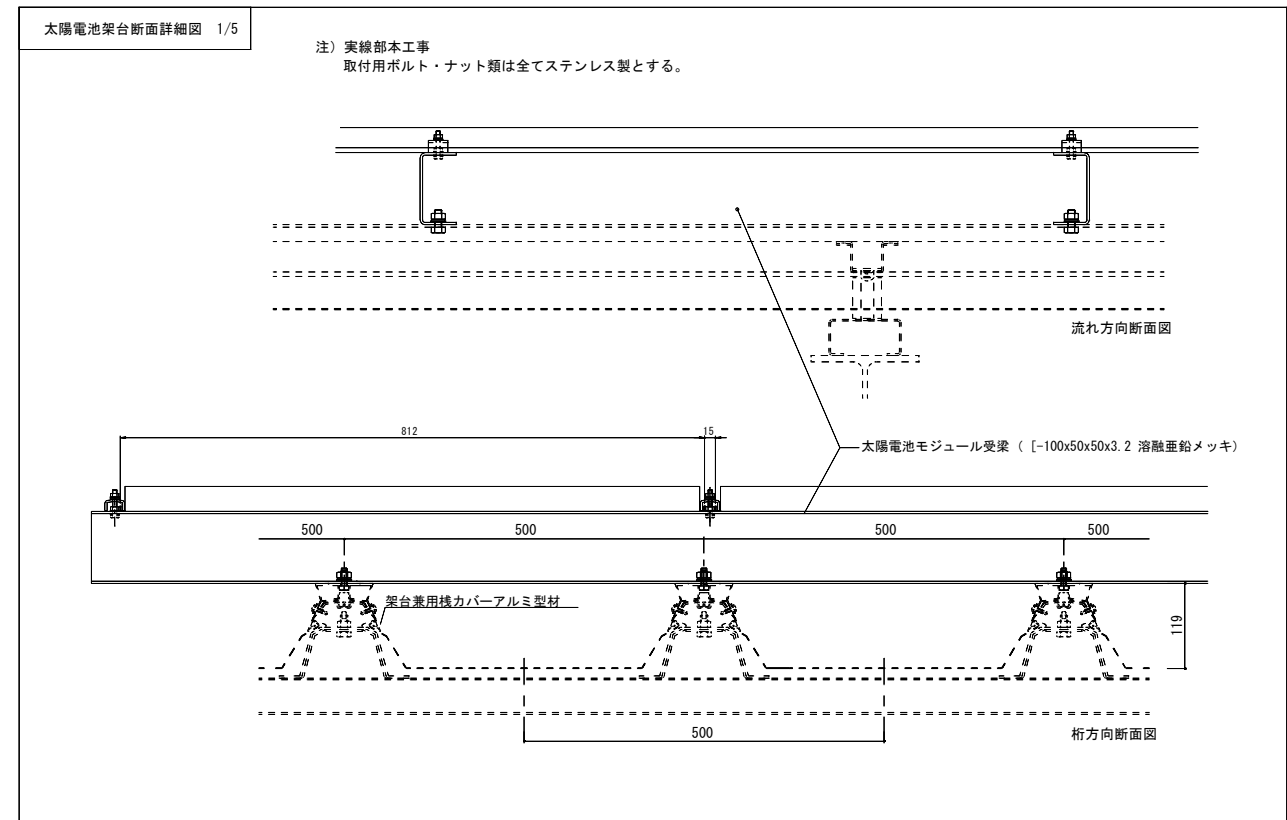 太陽電池架台断面詳細図 1/5
注）実線部本工事
取付用ボルト・ナット類は全てステンレス製とする。
流れ方向断面図
812
15
太陽電池モジュール受梁（ [-100x50x50x3.2 溶融亜鉛メッキ）
500
500
500
500
架台兼用桟カバーアルミ型材
119
500
桁方向断面図